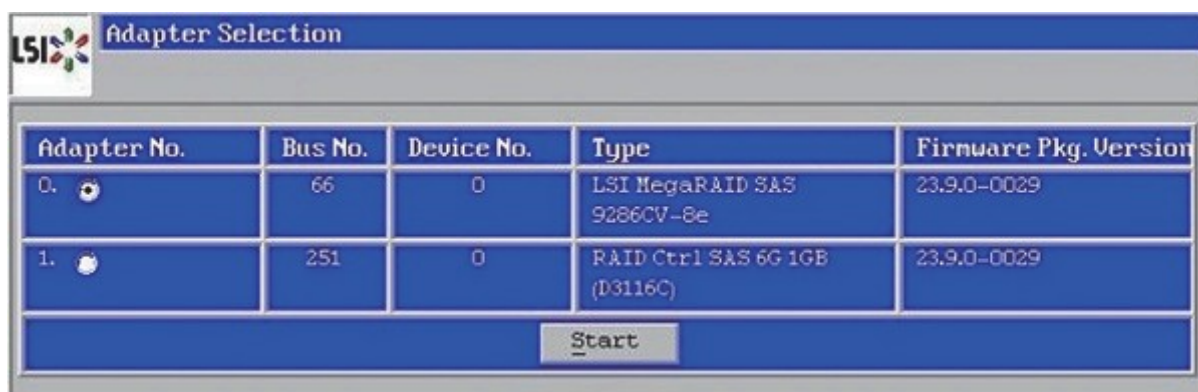 LSI
Adapter Selection
Adapter No. Bus No. Device No. Type Firmware Pkg. Version
0. 66 0 LSI MegaRAID SAS 23.9.0-0029
9286CV-8e
1. 251 0 RAID Ctrl SAS 6G 1GB 23.9.0-0029
(D3116C)
Start